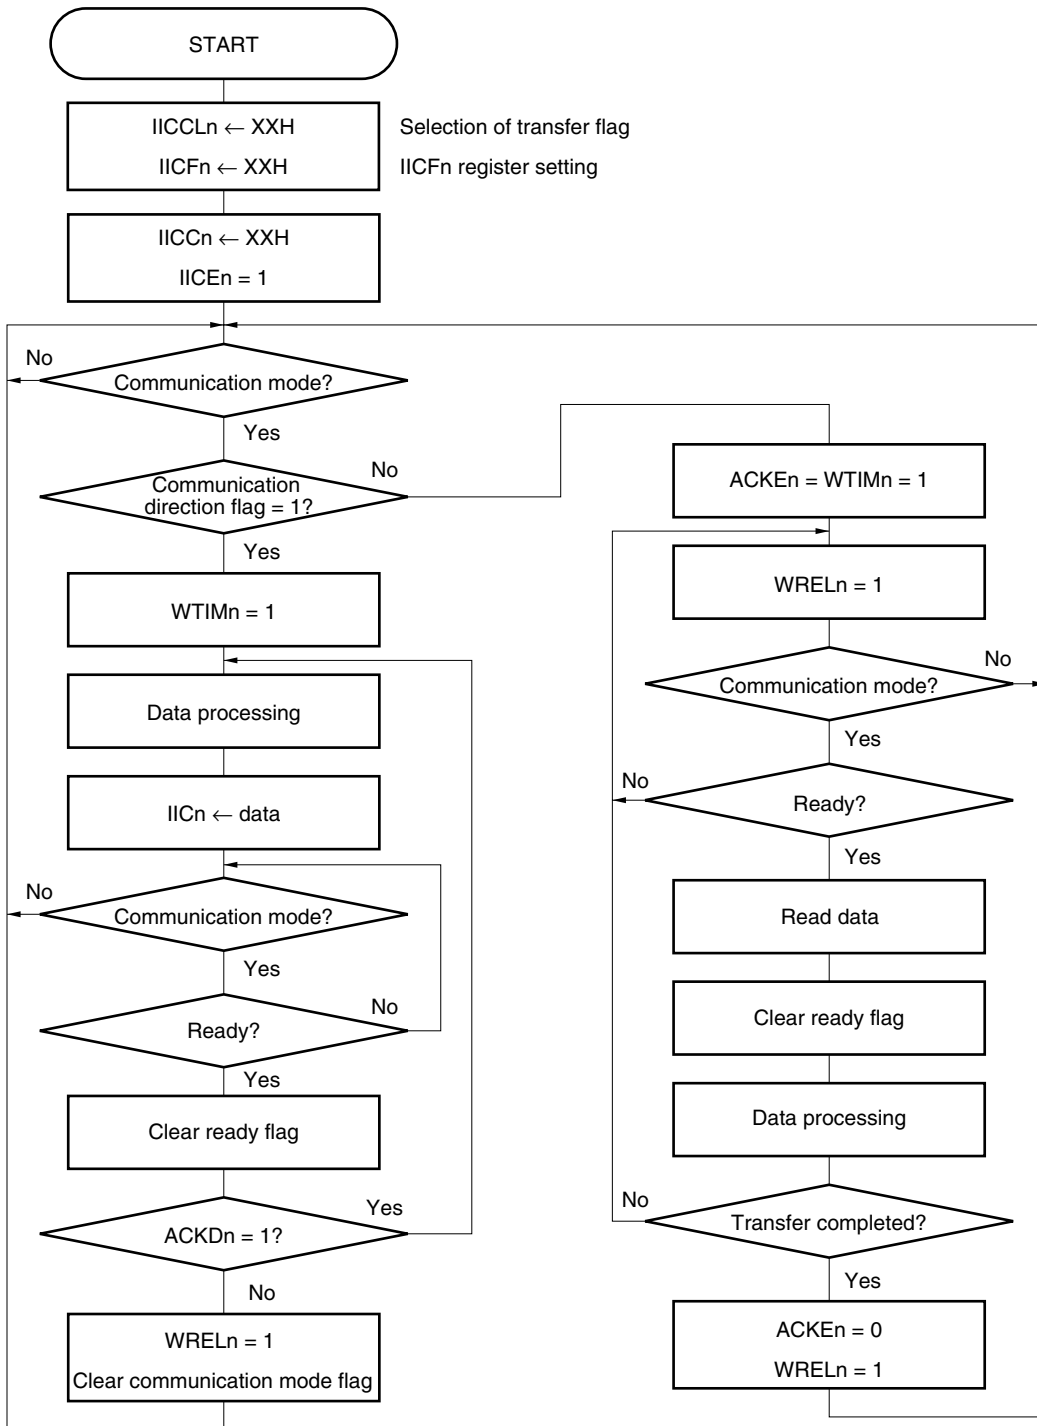 START
IICCLn ← XXH
Selection of transfer flag
IICFn ← XXH
IICFn register setting
IICCn ← XXH
IICEn = 1
No
Communication mode?
Yes
Communication
direction flag = 1?
No
Yes
WTIMn = 1
Data processing
IICn ← data
No
Communication mode?
Yes
No
Ready?
Yes
Clear ready flag
Yes
ACKDn = 1?
No
WRELn = 1
Clear communication mode flag
ACKEn = WTIMn = 1
WRELn = 1
No
Communication mode?
Yes
No
Ready?
Yes
Read data
Clear ready flag
Data processing
No
Transfer completed?
Yes
ACKEn = 0
WRELn = 1